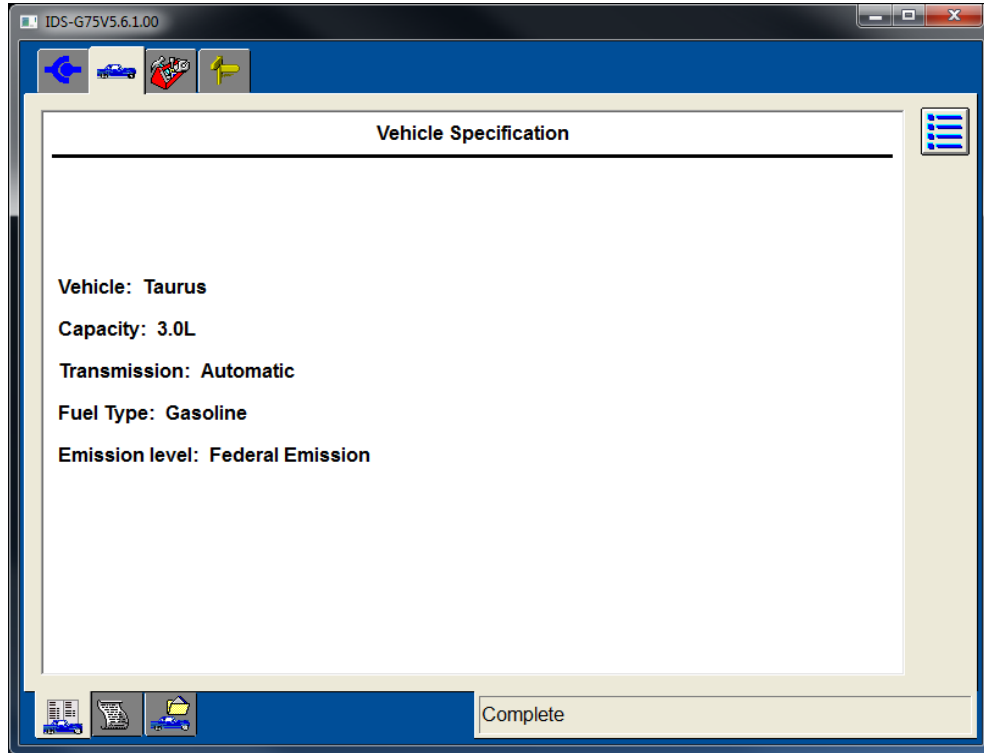 IDS-G75V5.6.1.00
Vehicle Specification
Vehicle: Taurus
Capacity: 3.0L
Transmission: Automatic
Fuel Type: Gasoline
Emission level: Federal Emission
Complete